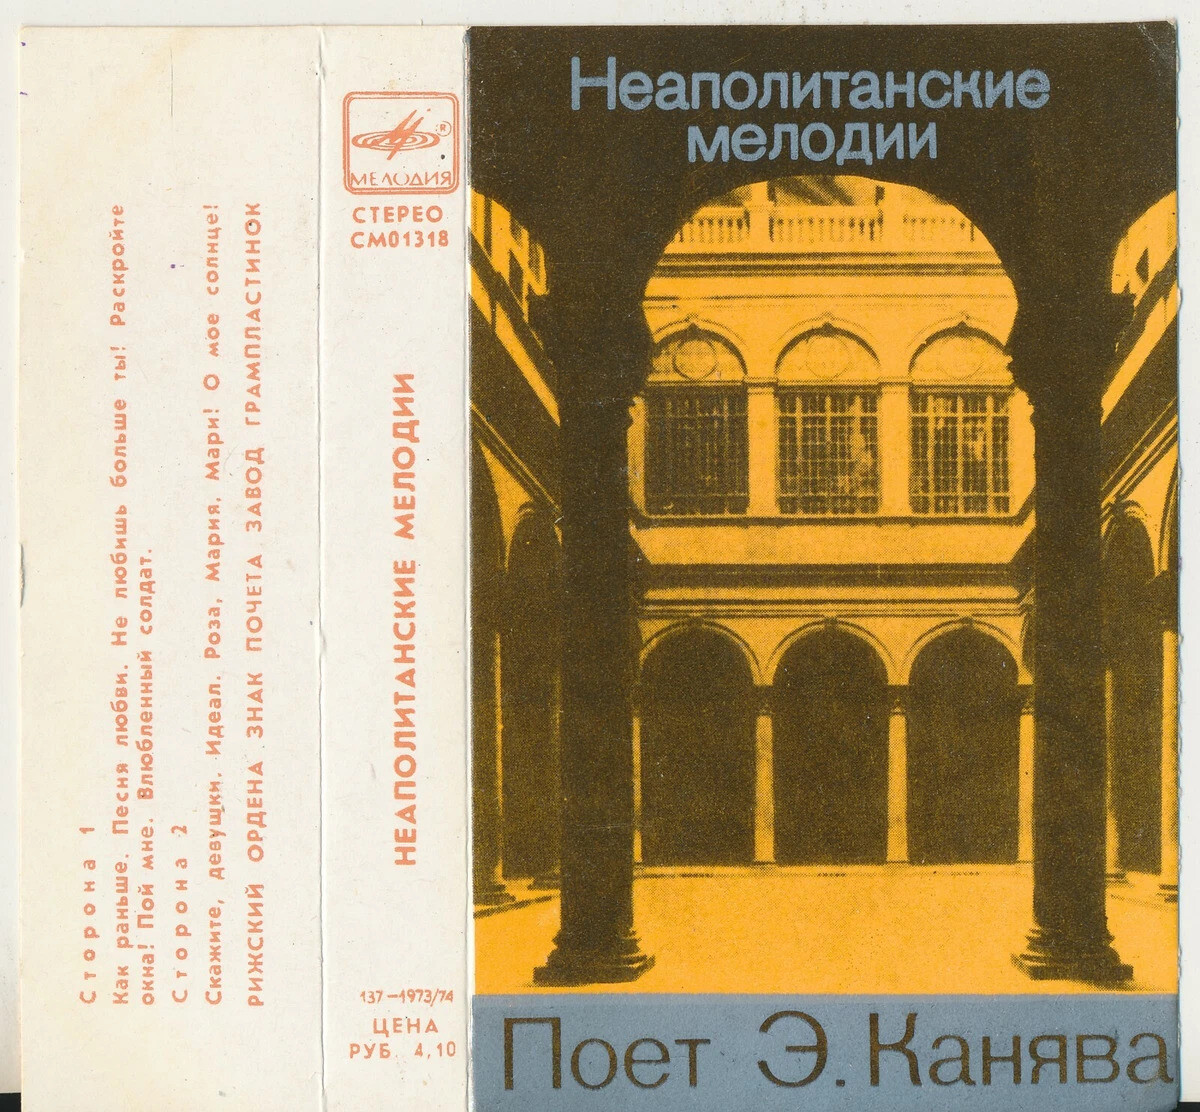 Сторона 1
Как раньше. Песня любви. Не любишь больше ты! Раскройте
окна! Пой мне. Влюбленный солдат.
Сторона 2
Скажите, девушки. Идеал. Роза, Мария. Мари! О мое солнце!
РИЖСКИЙ ОРДЕНА ЗНАК ПОЧЕТА ЗАВОД ГРАМПЛАСТИНОК
МЕЛОДИЯ
®
СТЕРЕО
СМ01318
НЕАПОЛИТАНСКИЕ МЕЛОДИИ
137—1973/74
ЦЕНА
РУБ. 4,10
Неаполитанские
мелодии
Поет Э. Канява